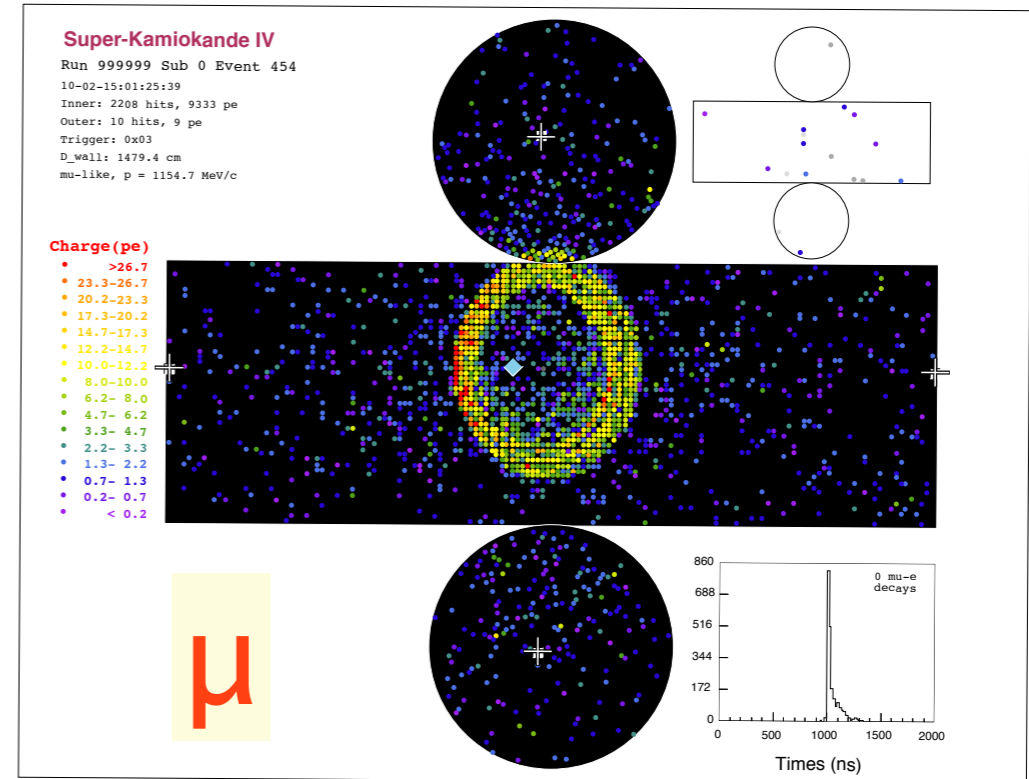 Super-Kamiokande IV
Run 999999 Sub 0 Event 454
10-02-15:01:25:39
Inner: 2208 hits, 9333 pe
Outer: 10 hits, 9 pe
Trigger: 0x03
D_wall: 1479.4 cm
mu-like, p = 1154.7 MeV/c
Charge(pe)
>26.7
23.3-26.7
20.2-23.3
17.3-20.2
14.7-17.3
12.2-14.7
10.0-12.2
8.0-10.0
6.2- 8.0
4.7- 6.2
3.3- 4.7
2.2- 3.3
1.3- 2.2
0.7- 1.3
0.2- 0.7
< 0.2
μ
0 mu-e
decays
860
688
516
344
172
0
0 500 1000 1500 2000
Times (ns)